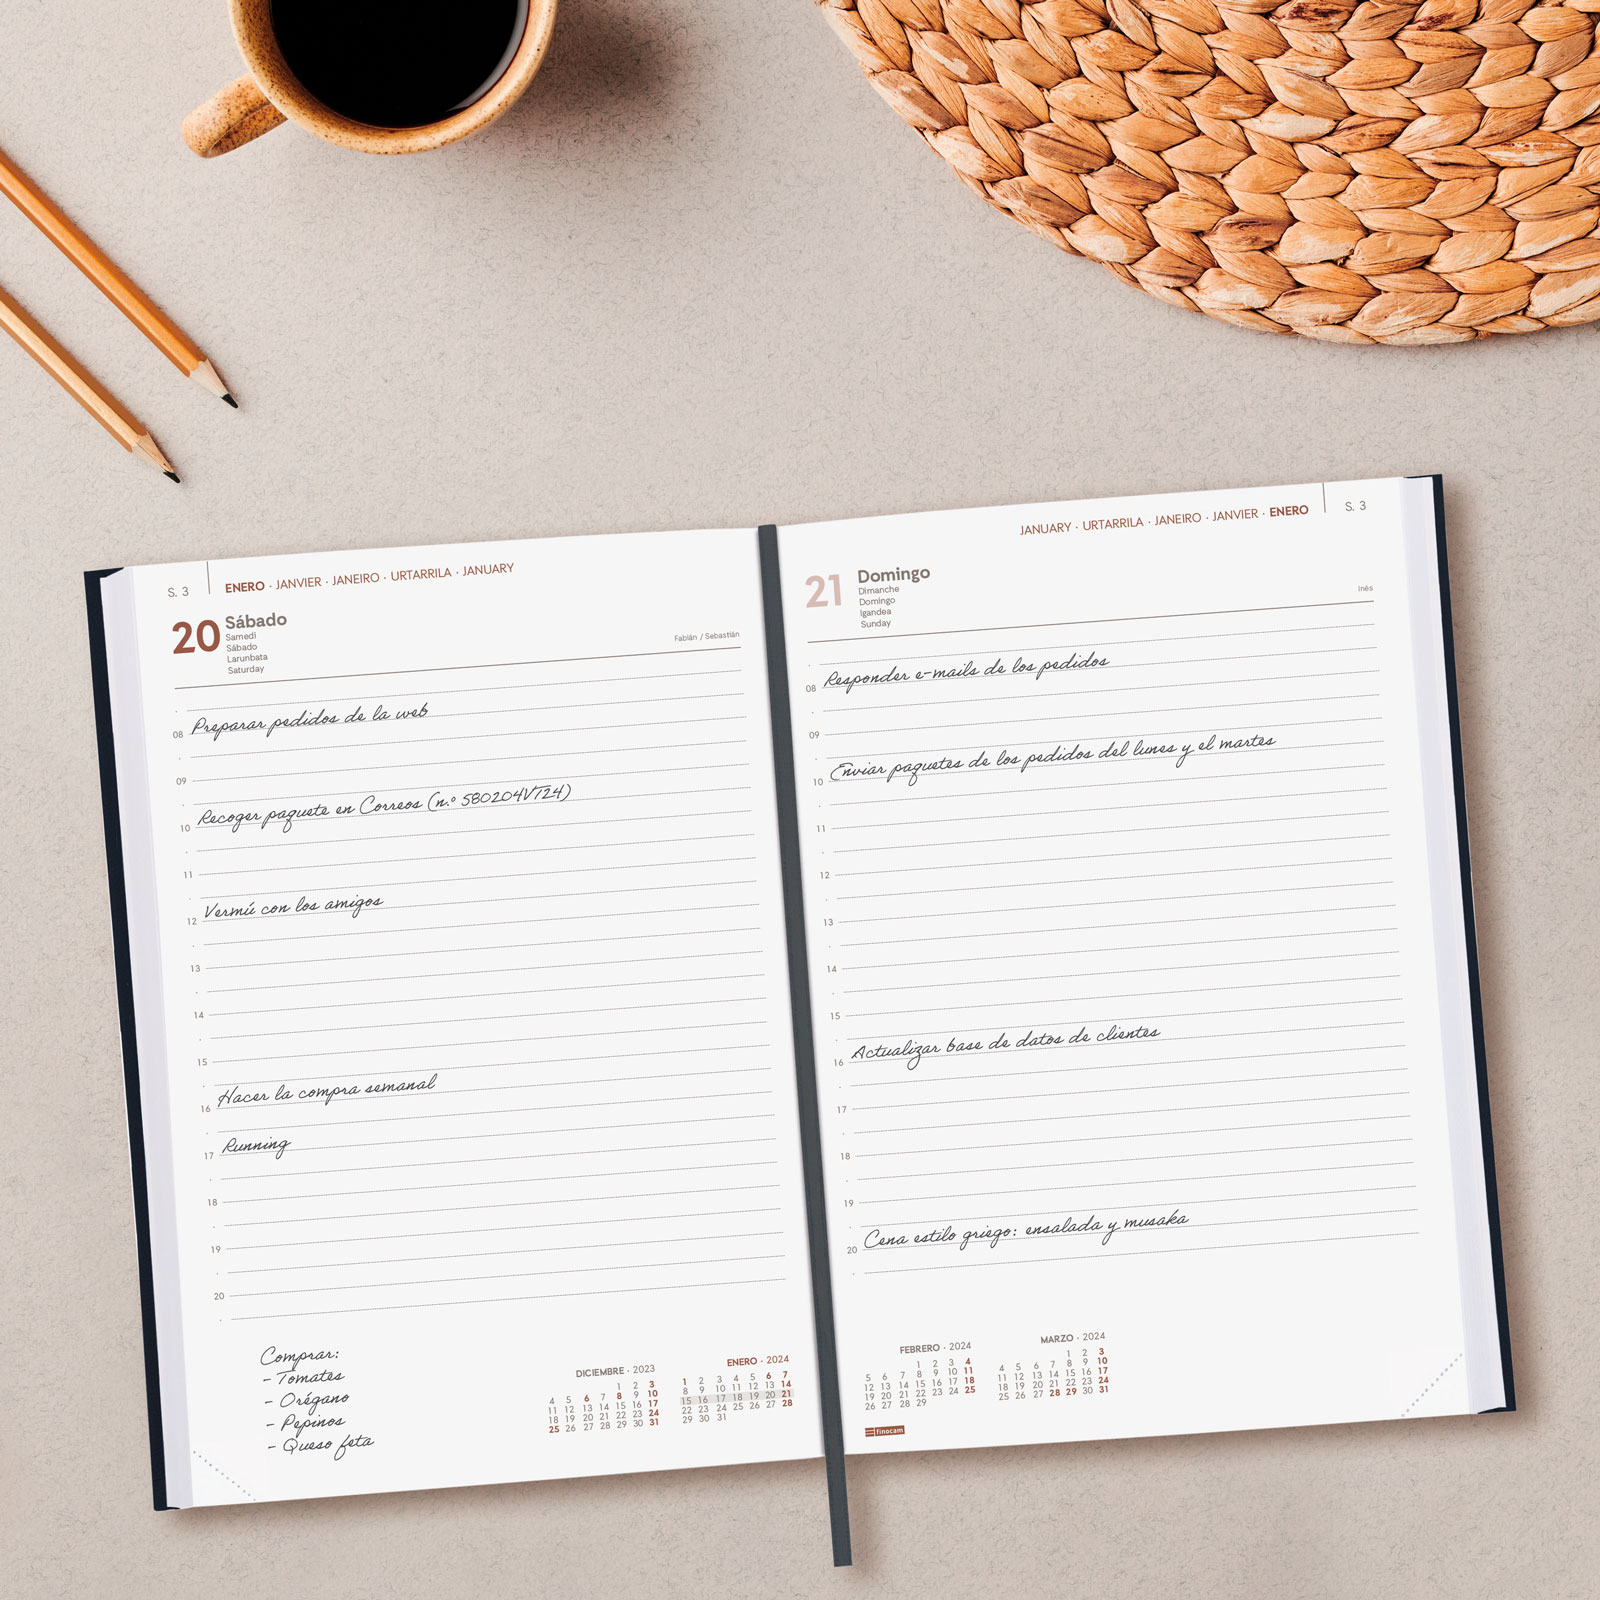 S. 3
ENERO · JANVIER · JANEIRO · URTARRILA · JANUARY
20 Sábado
Samedi
Sábado
Larunbata
Saturday
Fabián / Sebastián
08 Preparar pedidos de la web
09
10 Recoger paquete en Correos (n.º 580204VT24)
11
12 Vermú con los amigos
13
14
15
16 Hacer la compra semanal
17 Running
18
19
20
Comprar:
- Tomates
- Orégano
- Pepinos
- Queso feta
DICIEMBRE · 2023
1 2 3
4 5 6 7 8 9 10
11 12 13 14 15 16 17
18 19 20 21 22 23 24
25 26 27 28 29 30 31
ENERO · 2024
1 2 3 4 5 6 7
8 9 10 11 12 13 14
15 16 17 18 19 20 21
22 23 24 25 26 27 28
29 30 31
JANUARY · URTARRILA · JANEIRO · JANVIER · ENERO
S. 3
21 Domingo
Dimanche
Domingo
Igandea
Sunday
Inés
08 Responder e-mails de los pedidos
09
10 Enviar paquetes de los pedidos del lunes y el martes
11
12
13
14
15
16 Actualizar base de datos de clientes
17
18
19
20 Cena estilo griego: ensalada y musaka
FEBRERO · 2024
1 2 3 4
5 6 7 8 9 10 11
12 13 14 15 16 17 18
19 20 21 22 23 24 25
26 27 28 29
MARZO · 2024
1 2 3
4 5 6 7 8 9 10
11 12 13 14 15 16 17
18 19 20 21 22 23 24
25 26 27 28 29 30 31
finocam